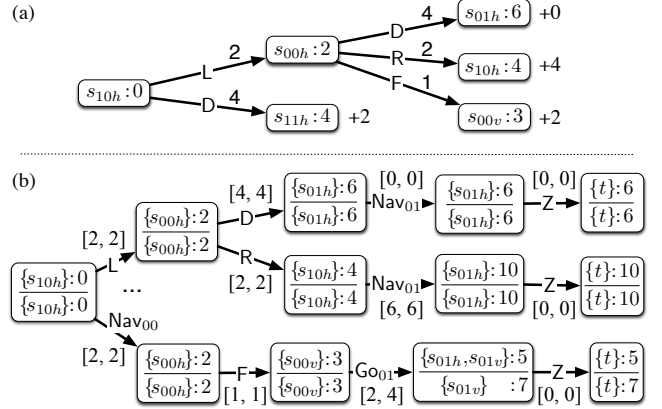 (a)
s10h:0
L
2
D
4
s00h:2
s11h:4 +2
D
4
R
2
F
1
s01h:6 +0
s10h:4 +4
s00v:3 +2
(b)
{s10h}:0
{s10h}:0
[2, 2]
L
...
Nav00
[2, 2]
{s00h}:2
{s00h}:2
[4, 4]
D
R
[2, 2]
{s01h}:6
{s01h}:6
[0, 0]
Nav01
{s01h}:6
{s01h}:6
[0, 0]
Z
{t}:6
{t}:6
{s10h}:4
{s10h}:4
Nav01
[6, 6]
{s01h}:10
{s01h}:10
Z
[0, 0]
{t}:10
{t}:10
{s00h}:2
{s00h}:2
F
[1, 1]
{s00v}:3
{s00v}:3
Go01
[2, 4]
{s01h, s01v}:5
{s01v} :7
Z
[0, 0]
{t}:5
{t}:7